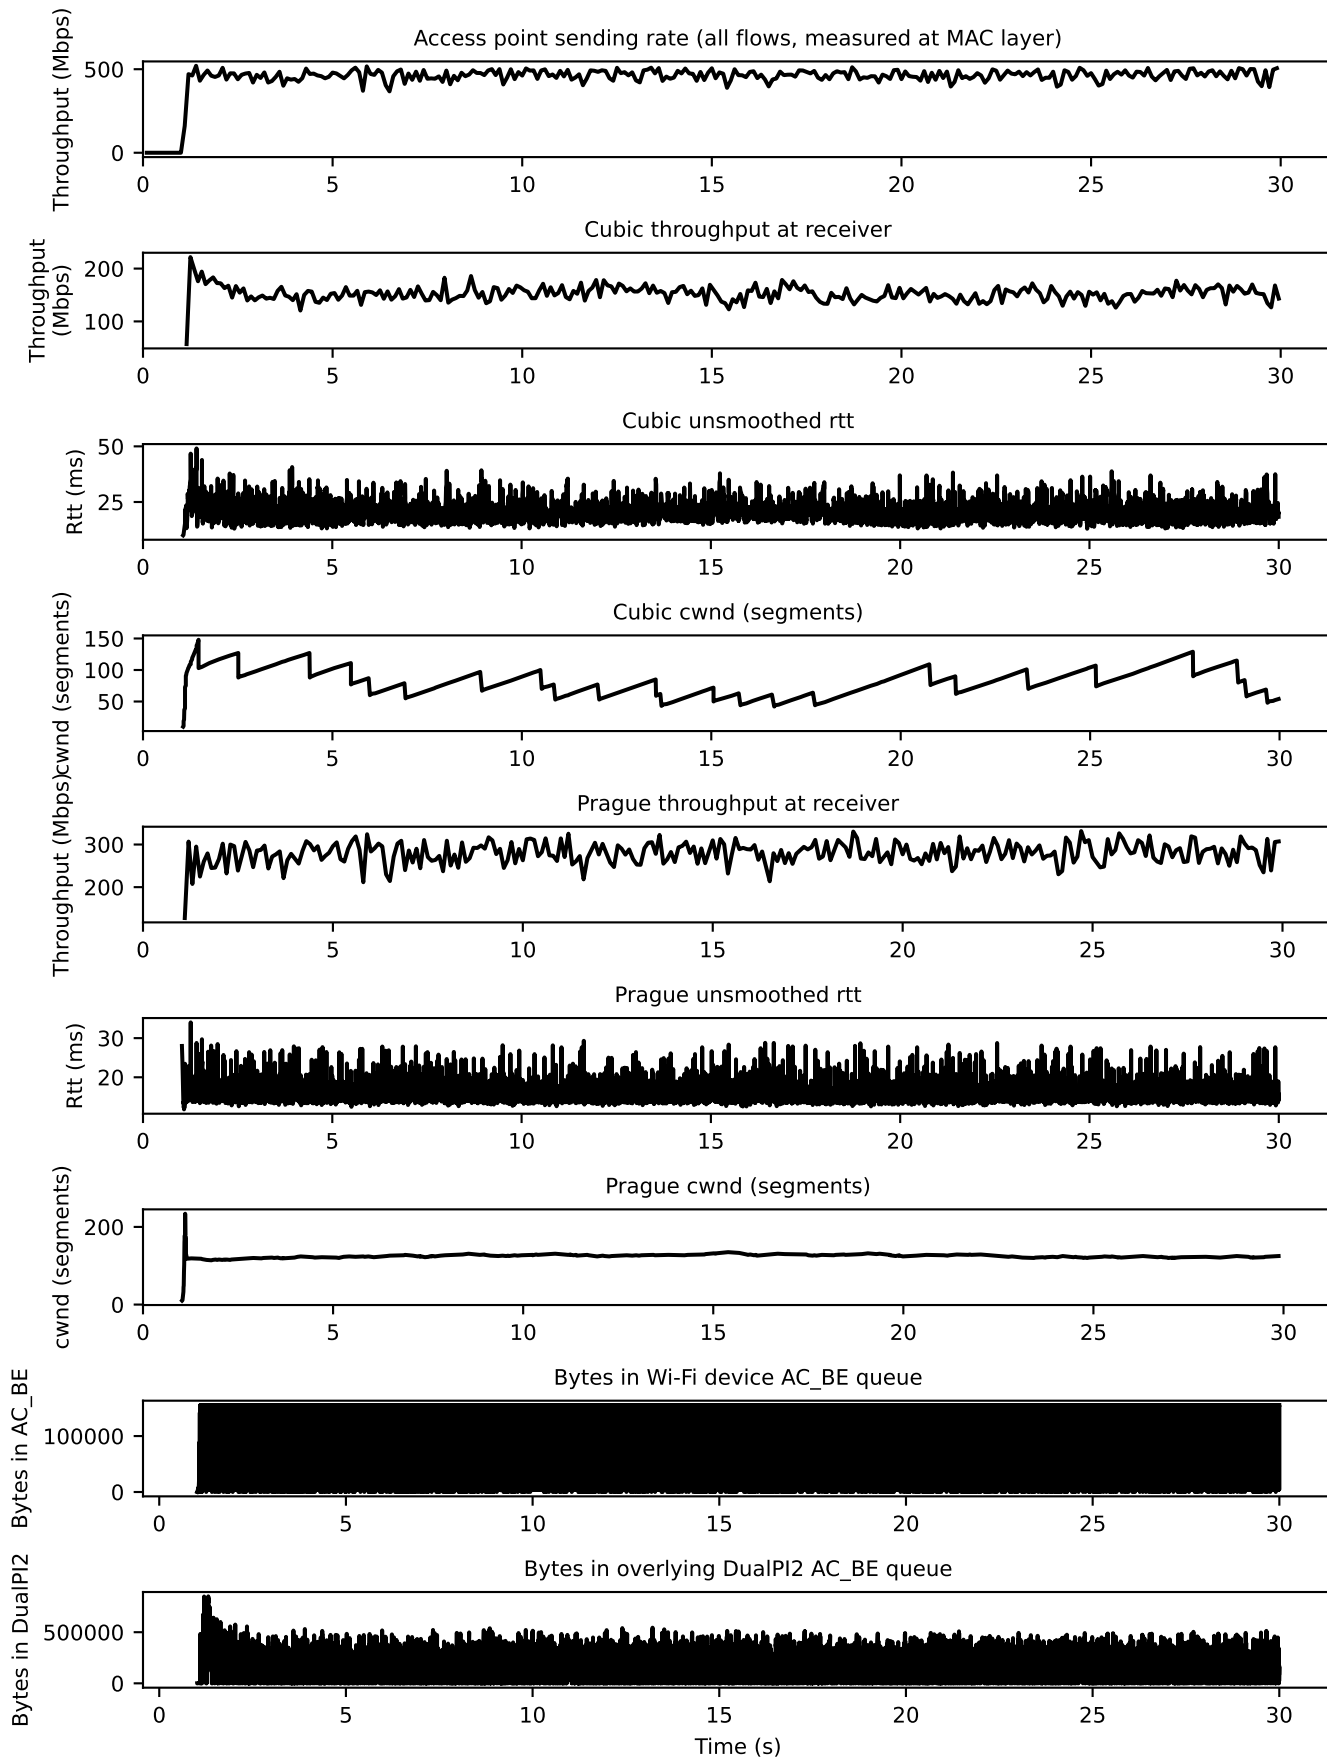 Access point sending rate (all flows, measured at MAC layer)
Throughput (Mbps)
500
0
0 5 10 15 20 25 30
Cubic throughput at receiver
Throughput
(Mbps)
200
100
0 5 10 15 20 25 30
Cubic unsmoothed rtt
Rtt (ms)
50
25
0 5 10 15 20 25 30
Cubic cwnd (segments)
cwnd (segments)
150
100
50
0 5 10 15 20 25 30
Prague throughput at receiver
Throughput (Mbps)
300
200
0 5 10 15 20 25 30
Prague unsmoothed rtt
Rtt (ms)
30
20
0 5 10 15 20 25 30
Prague cwnd (segments)
cwnd (segments)
200
0
0 5 10 15 20 25 30
Bytes in Wi-Fi device AC_BE queue
Bytes in AC_BE
100000
0
0 5 10 15 20 25 30
Bytes in overlying DualPI2 AC_BE queue
Bytes in DualPI2
500000
0
0 5 10 15 20 25 30
Time (s)